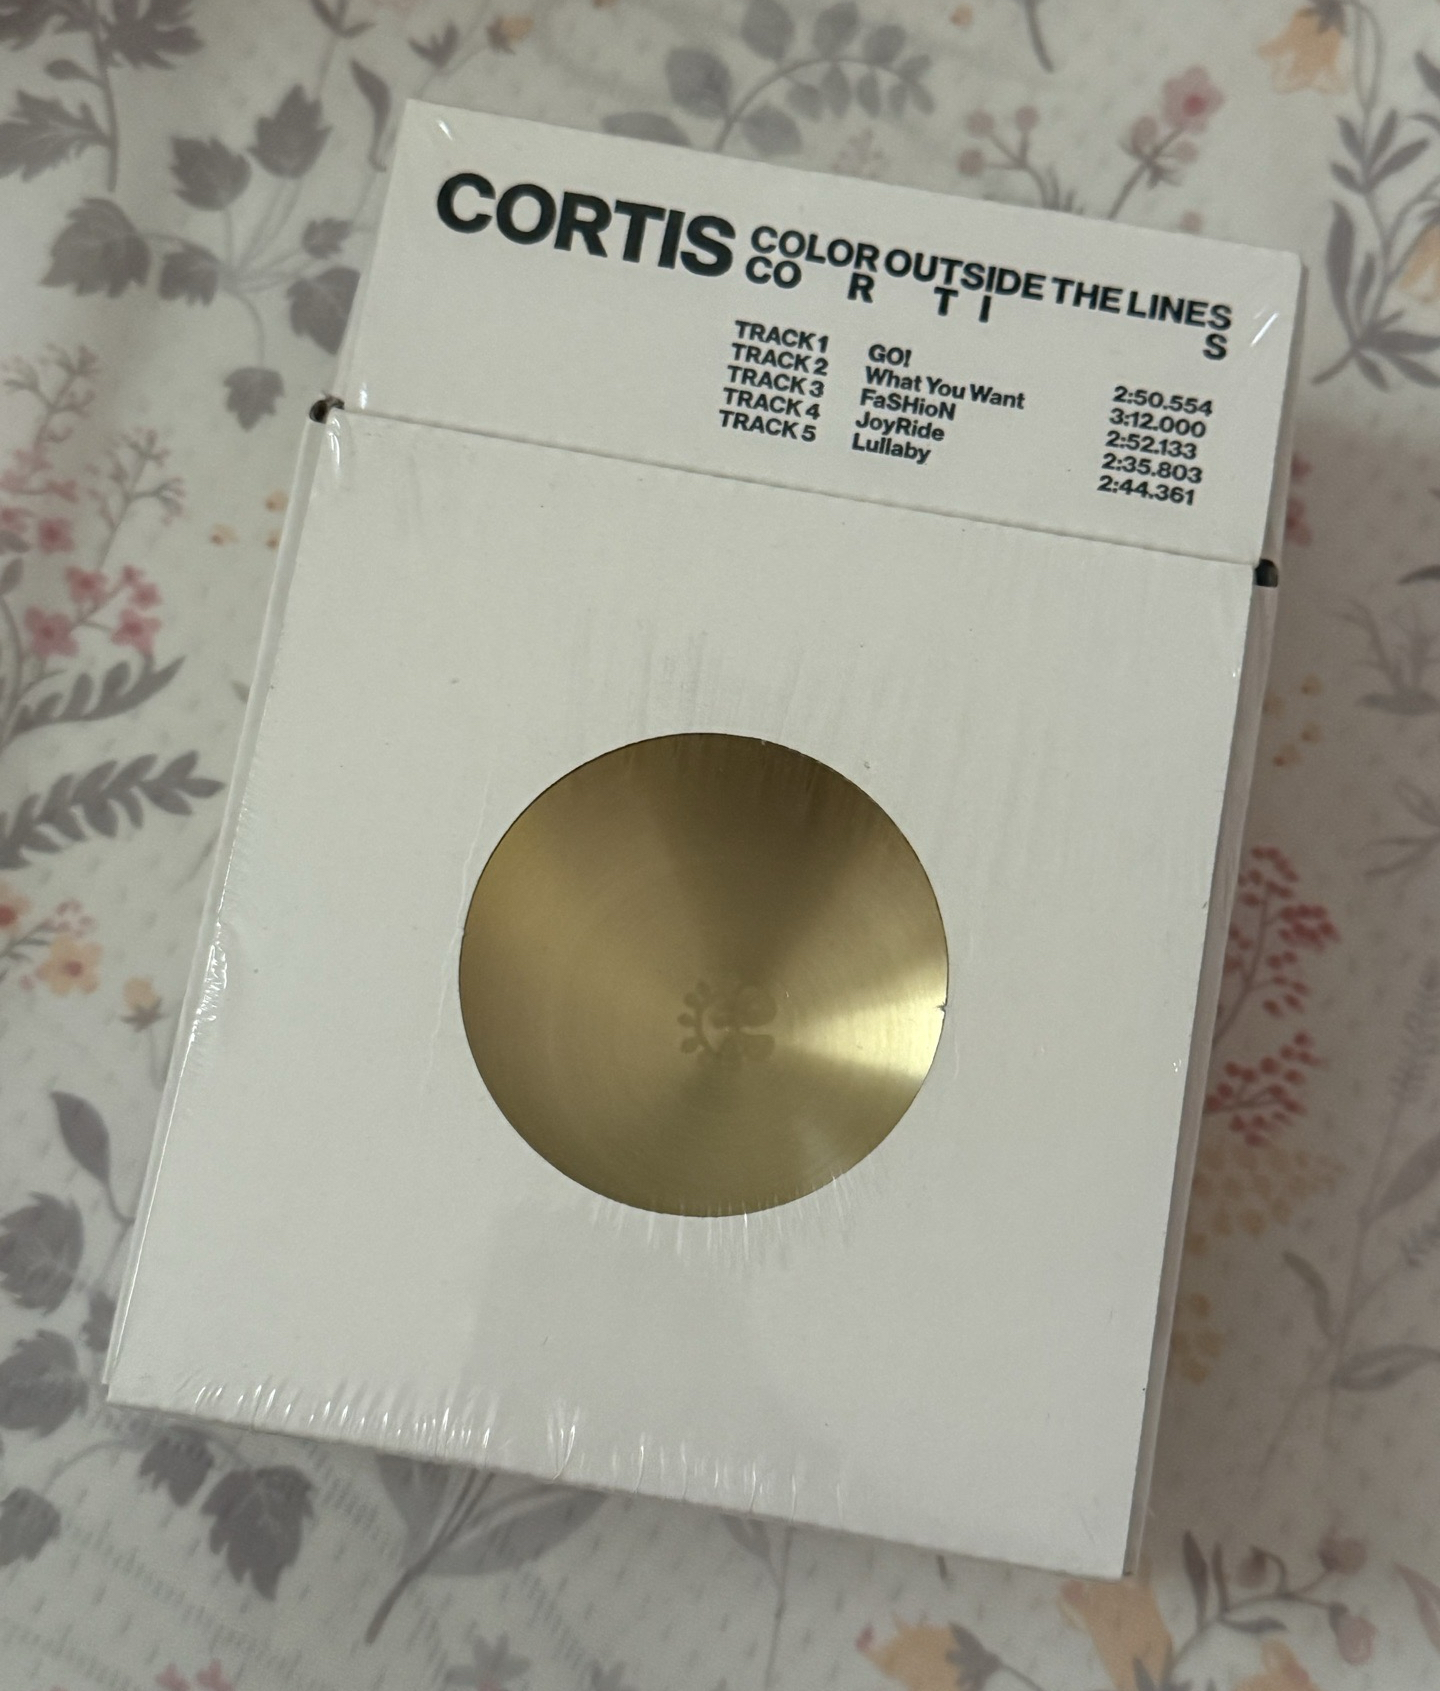 CORTIS COLOR OUTSIDE THE LINES
CO R T I S
TRACK 1 GO! 2:50.554
TRACK 2 What You Want 3:12.000
TRACK 3 FaSHioN 2:52.133
TRACK 4 JoyRide 2:35.803
TRACK 5 Lullaby 2:44.361